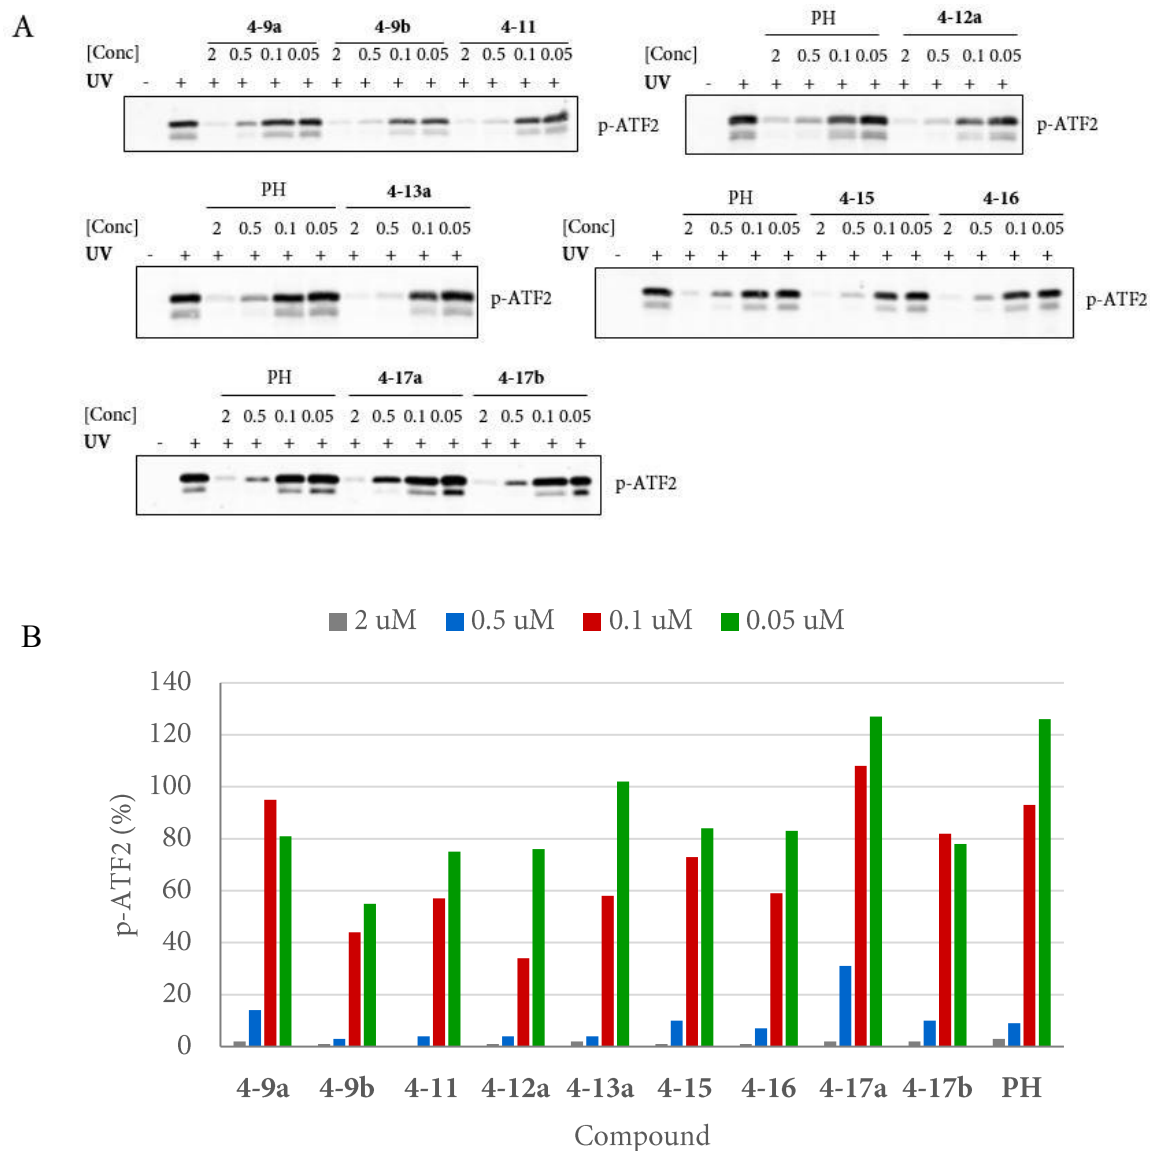 A
4-9a 4-9b 4-11
[Conc] 2 0.5 0.1 0.05 2 0.5 0.1 0.05 2 0.5 0.1 0.05
UV - + + + + + + + + + + + + +
p-ATF2
PH 4-12a
[Conc] 2 0.5 0.1 0.05 2 0.5 0.1 0.05
UV - + + + + + + + + +
p-ATF2
PH 4-13a
[Conc] 2 0.5 0.1 0.05 2 0.5 0.1 0.05
UV - + + + + + + + + +
p-ATF2
PH 4-15 4-16
[Conc] 2 0.5 0.1 0.05 2 0.5 0.1 0.05 2 0.5 0.1 0.05
UV - + + + + + + + + + + + + +
p-ATF2
PH 4-17a 4-17b
[Conc] 2 0.5 0.1 0.05 2 0.5 0.1 0.05 2 0.5 0.1 0.05
UV - + + + + + + + + + + + + +
p-ATF2
B
2 uM 0.5 uM 0.1 uM 0.05 uM
140
120
100
80
60
40
20
0
p-ATF2 (%)
4-9a 4-9b 4-11 4-12a 4-13a 4-15 4-16 4-17a 4-17b PH
Compound